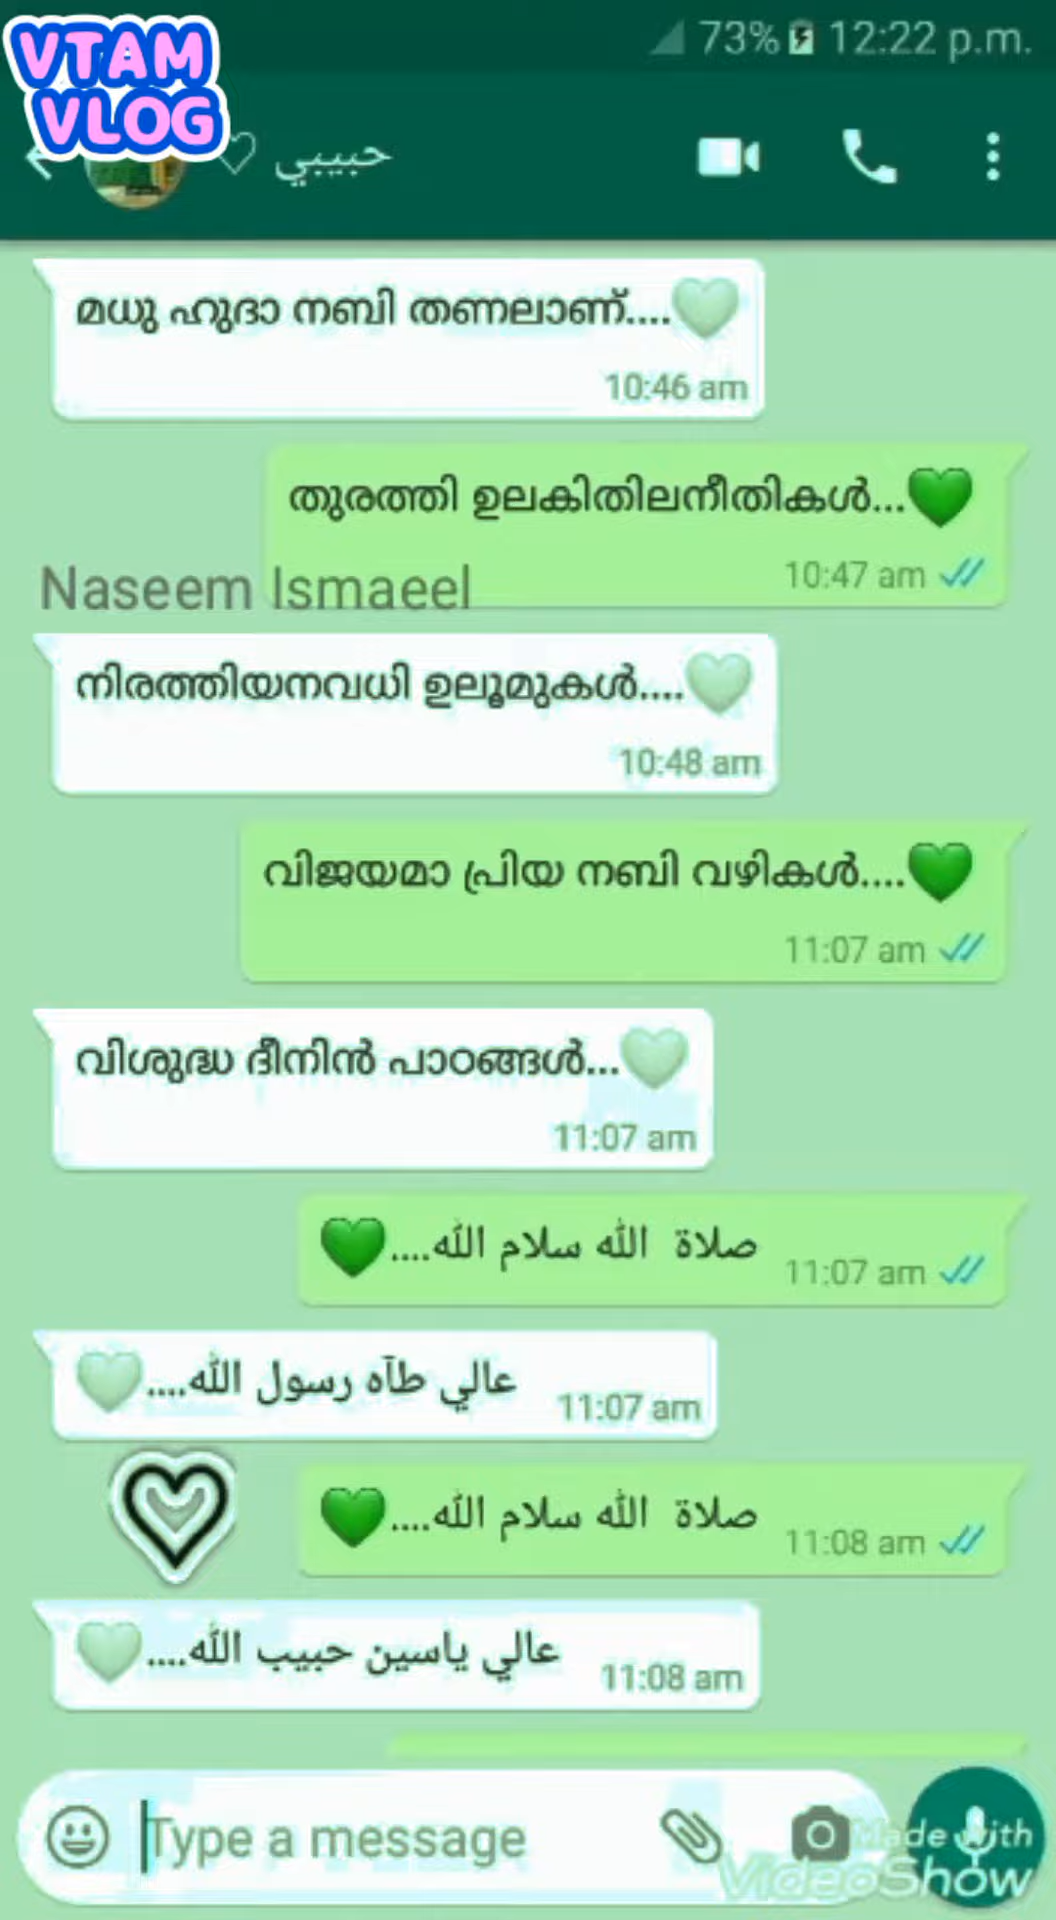 VTAM
VLOG
73% 12:22 p.m.
♡ حبيبي
മധു ഹുദാ നബി തണലാണ്....🤍
10:46 am
തുരത്തി ഉലകിതിലനീതികൾ...💚
10:47 am
Naseem Ismaeel
നിരത്തിയനവധി ഉലൂമുകൾ....🤍
10:48 am
വിജയമാ പ്രിയ നബി വഴികൾ....💚
11:07 am
വിശുദ്ധ ദീനിൻ പാഠങ്ങൾ...🤍
11:07 am
صلاة الله سلام الله....💚
11:07 am
عالي طآه رسول الله....🤍
11:07 am
صلاة الله سلام الله....💚
11:08 am
عالي ياسين حبيب الله....🤍
11:08 am
Type a message
Made with
VideoShow